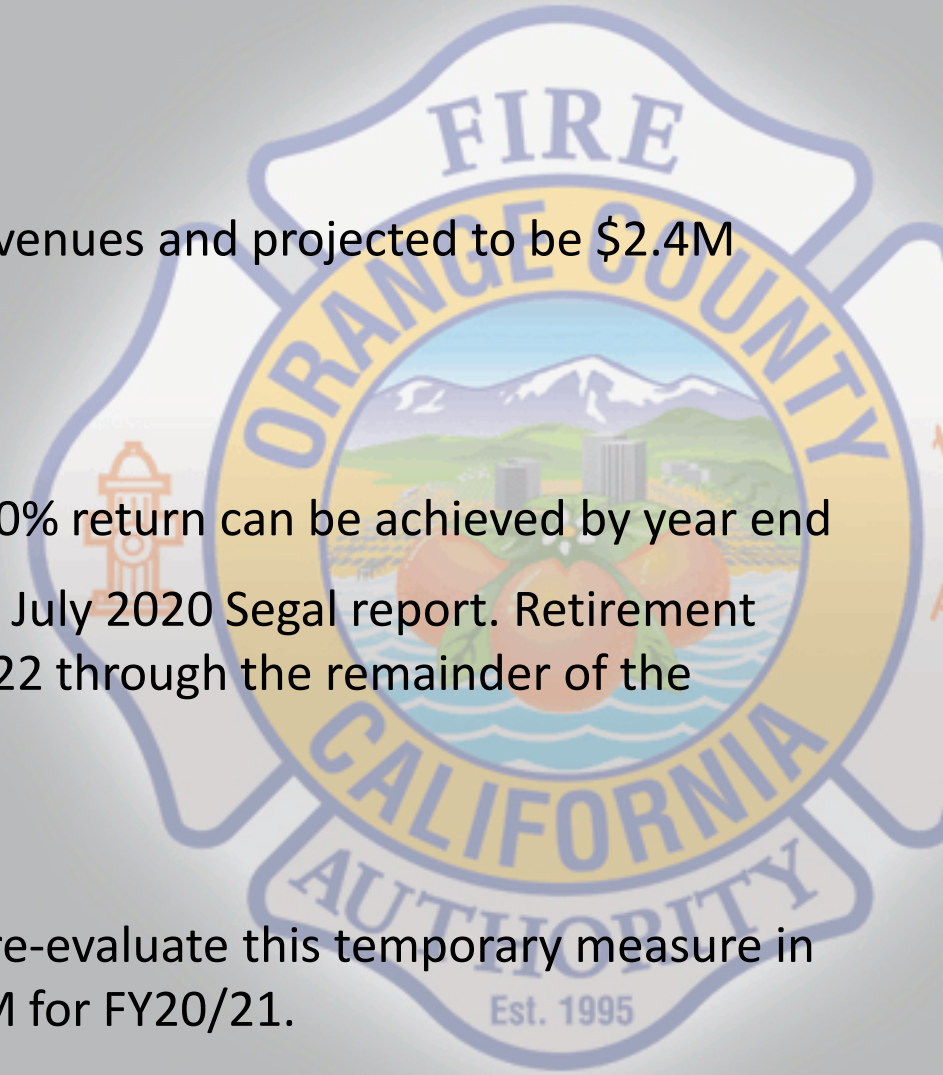 FIRE
ORANGE COUNTY
venues and projected to be $2.4M
0% return can be achieved by year end
July 2020 Segal report. Retirement
22 through the remainder of the
CALIFORNIA
AUTHORITY
re-evaluate this temporary measure in
M for FY20/21.
Est. 1995